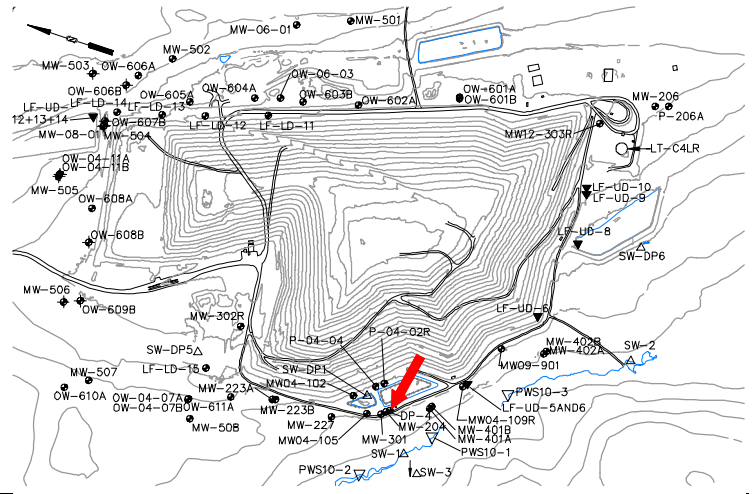 MW-501
MW-06-01
MW-502
MW-503
OW-606A
OW-606B
OW-605A
OW-604A
OW-06-03
OW-603B
OW-602A
OW-601A
OW-601B
MW-206
P-206A
LF-UD-
12+13+14
LF-LD-14
LF-LD-13
LF-LD-12
LF-LD-11
OW-607B
MW-08-01
MW-504
MW12-303R
LT-C4LR
OW-04-11A
OW-04-11B
MW-505
OW-608A
LF-UD-10
LF-UD-9
OW-608B
LF-UD-8
SW-DP6
MW-506
OW-609B
MW-302R
LF-UD-6
P-04-04
P-04-02R
SW-DP5
SW-DP1
MW-402B
MW-402A
SW-2
MW09-901
LF-LD-15
MW04-102
MW-507
OW-610A
MW-223A
OW-04-07A
OW-04-07B
OW-611A
MW-223B
MW-50B
MW-227
MW04-105
MW-301
DP-4
MW-204
PWS10-3
LF-UD-5AND6
MW04-109R
MW-401B
MW-401A
PWS10-1
SW-1
PWS10-2
SW-3